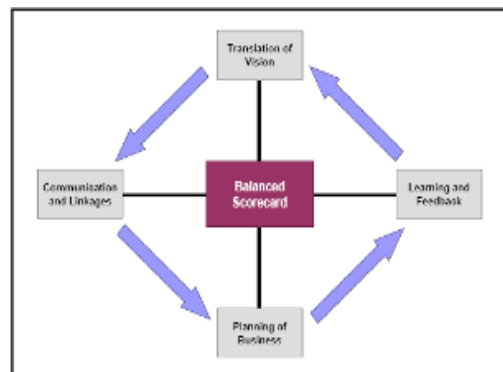 Translation of
Vision
Communication
and Linkages
Balanced
Scorecard
Learning and
Feedback
Planning of
Business